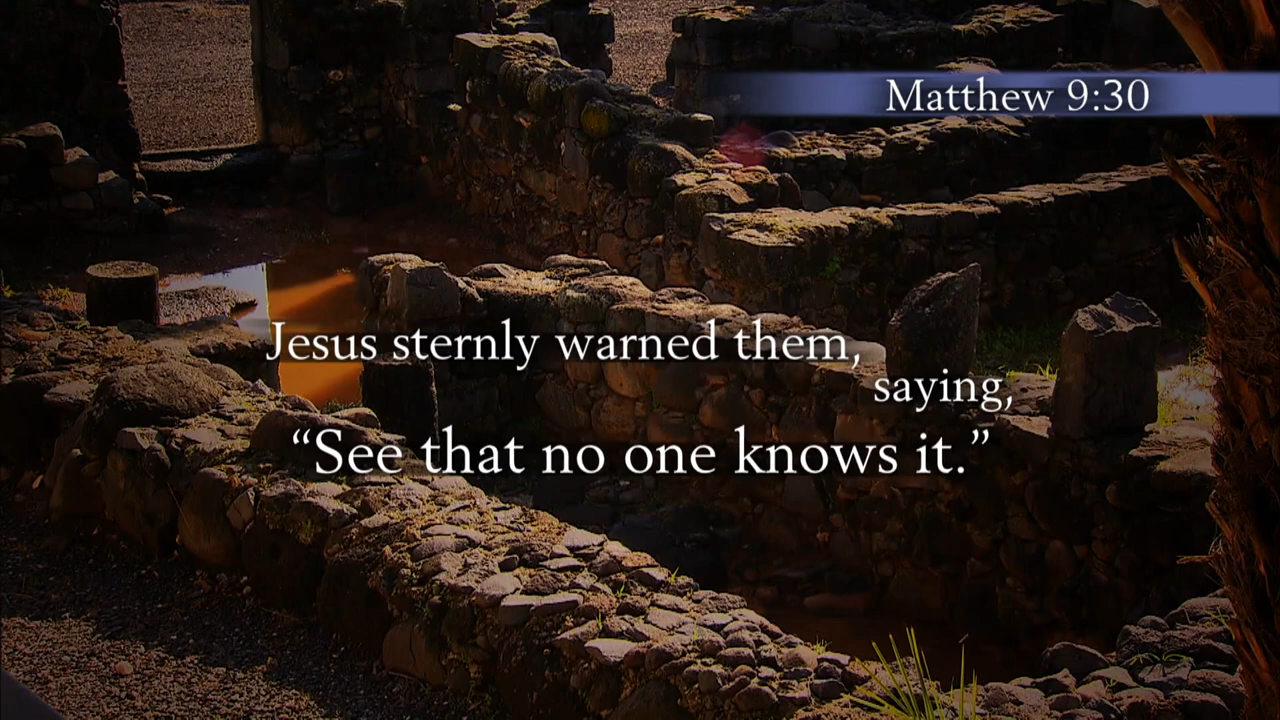 Matthew 9:30
Jesus sternly warned them,
saying,
“See that no one knows it.”